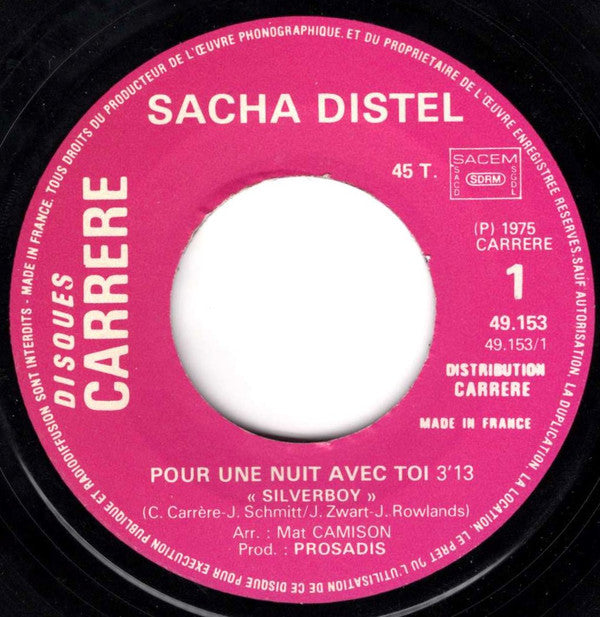 TOUS DROITS DU PRODUCTEUR DE L'ŒUVRE PHONOGRAPHIQUE. ET DU PROPRIETAIRE DE L'ŒUVRE ENREGISTREE RESERVES. SAUF AUTORISATION, LA DUPLICATION, LA LOCATION, LE PRET OU L'UTILISATION DE CE DISQUE POUR EXECUTION PUBLIQUE ET RADIODIFFUSION SONT INTERDITS - MADE IN FRANCE.
SACHA DISTEL
45 T.
SACEM
SACD
SDRM
SGDL
(P) 1975
CARRERE
1
49.153
49.153/1
DISTRIBUTION
CARRERE
MADE IN FRANCE
DISQUES
CARRERE
POUR UNE NUIT AVEC TOI 3'13
« SILVERBOY »
(C. Carrère-J. Schmitt/J. Zwart-J. Rowlands)
Arr. : Mat CAMISON
Prod. : PROSADIS